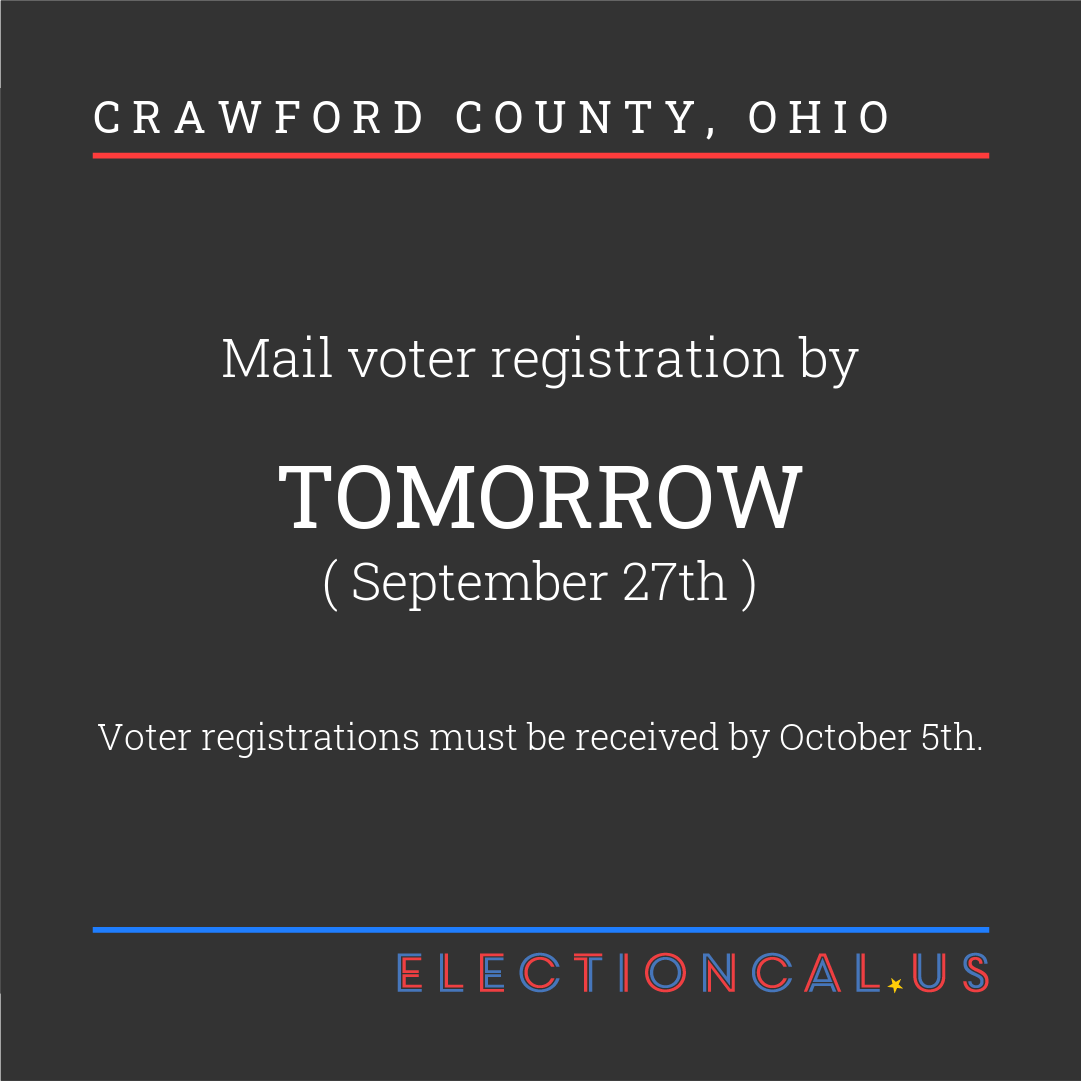 CRAWFORD COUNTY, OHIO
Mail voter registration by
TOMORROW
( September 27th )
Voter registrations must be received by October 5th.
ELECTIONCAL.US